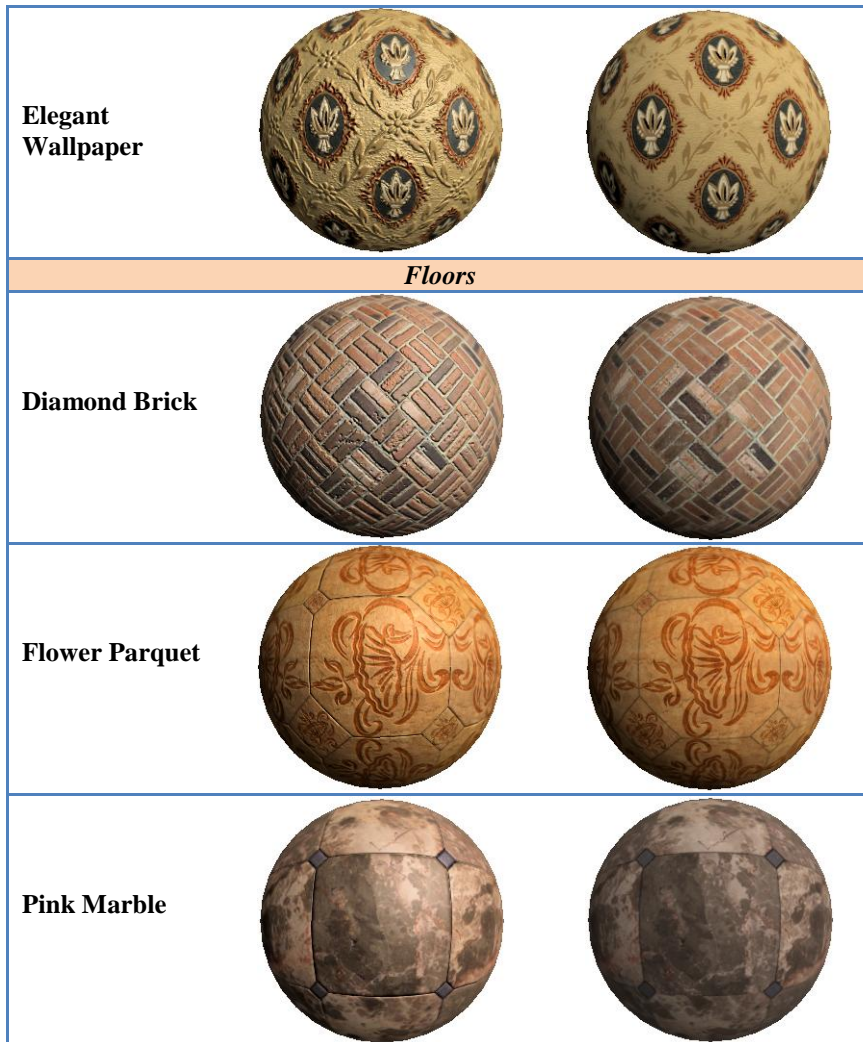 Elegant
Wallpaper
Floors
Diamond Brick
Flower Parquet
Pink Marble